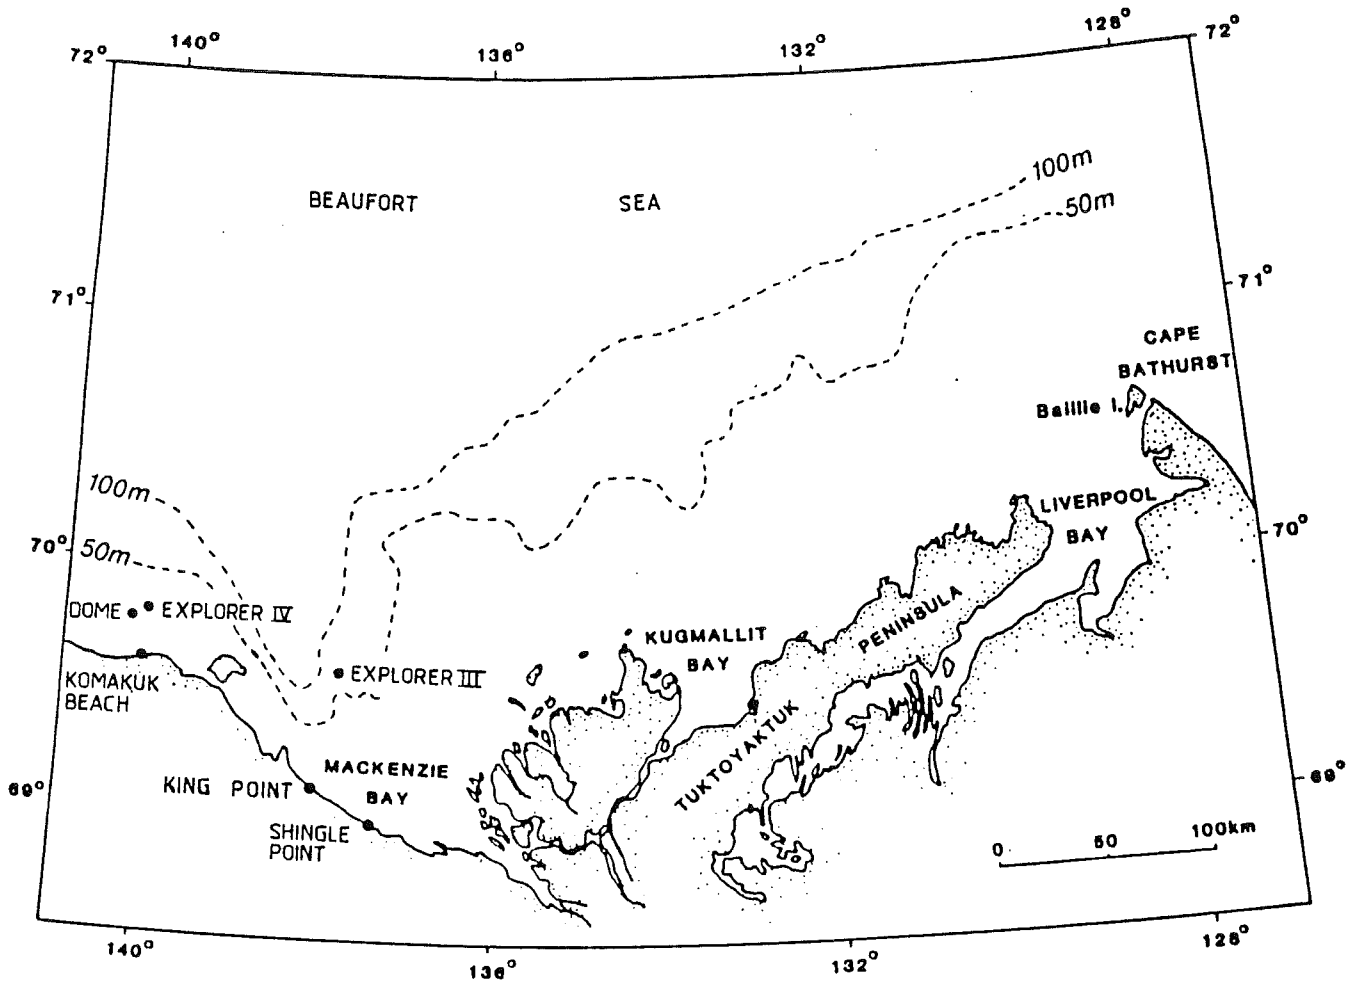 140°
136°
132°
128°
72°
72°
100m
50m
BEAUFORT SEA
71°
71°
CAPE
BATHURST
Baillie I.
100m
LIVERPOOL
BAY
70°
70°
50m
DOME
EXPLORER IV
PENINSULA
KUGMALLIT
BAY
EXPLORER III
KOMAKUK
BEACH
TUKTOYAKTUK
MACKENZIE
BAY
69°
69°
KING POINT
SHINGLE
POINT
0 50 100km
140°
136°
132°
128°